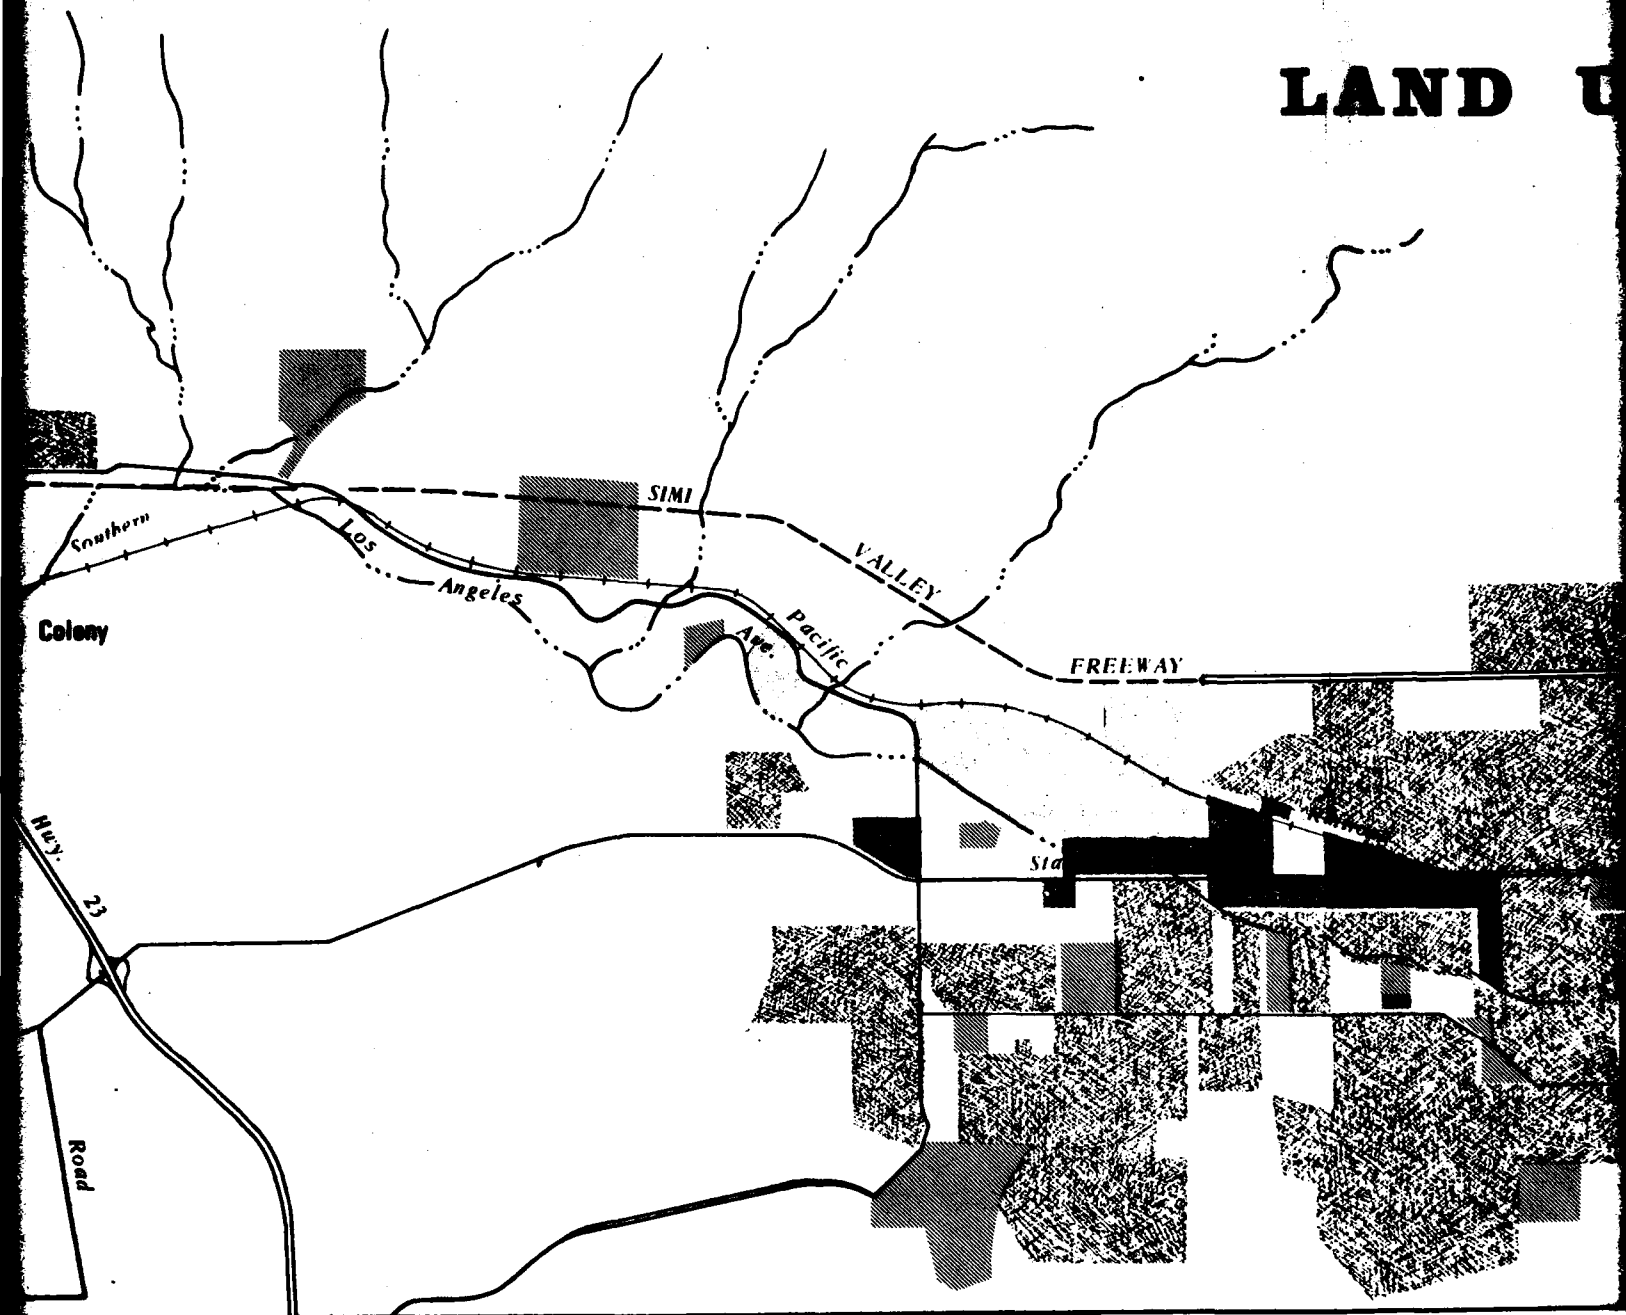 LAND U
SIMI
Southern
Los
VALLEY
Angeles
Pacific
Ave.
Colony
FREEWAY
Hwy.
Sta
23
Road